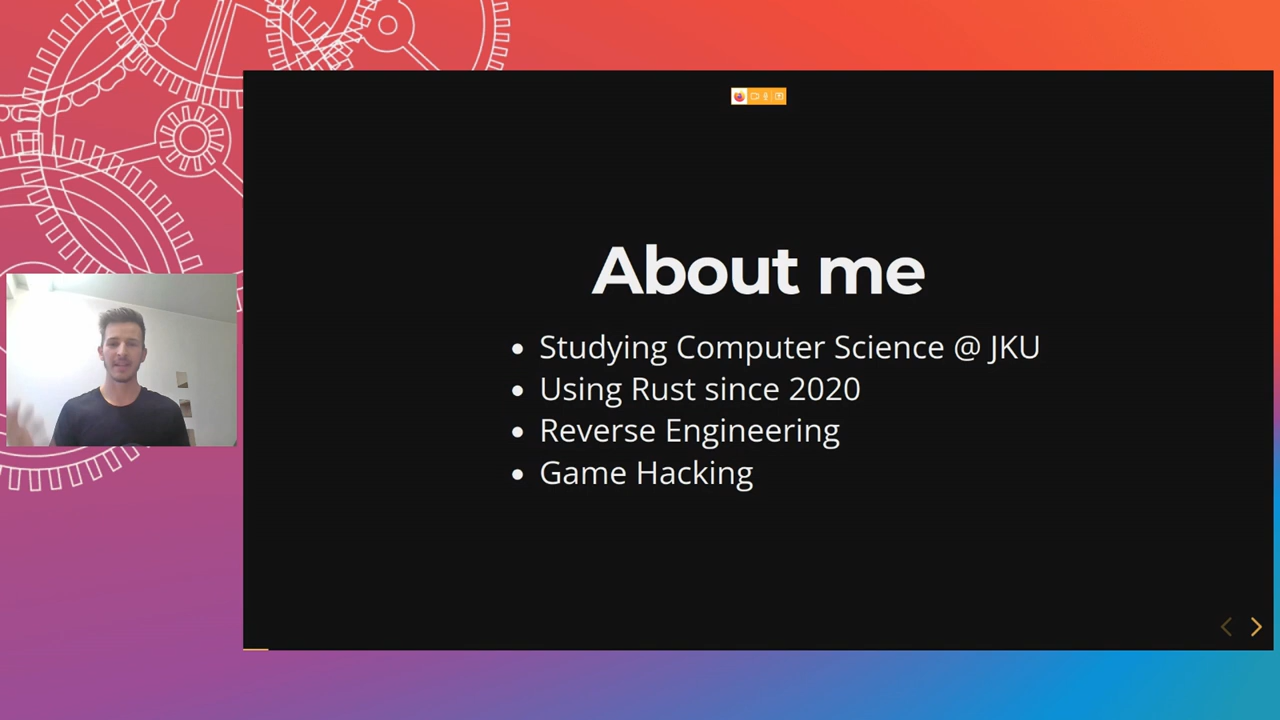 About me
Studying Computer Science @ JKU
Using Rust since 2020
Reverse Engineering
Game Hacking